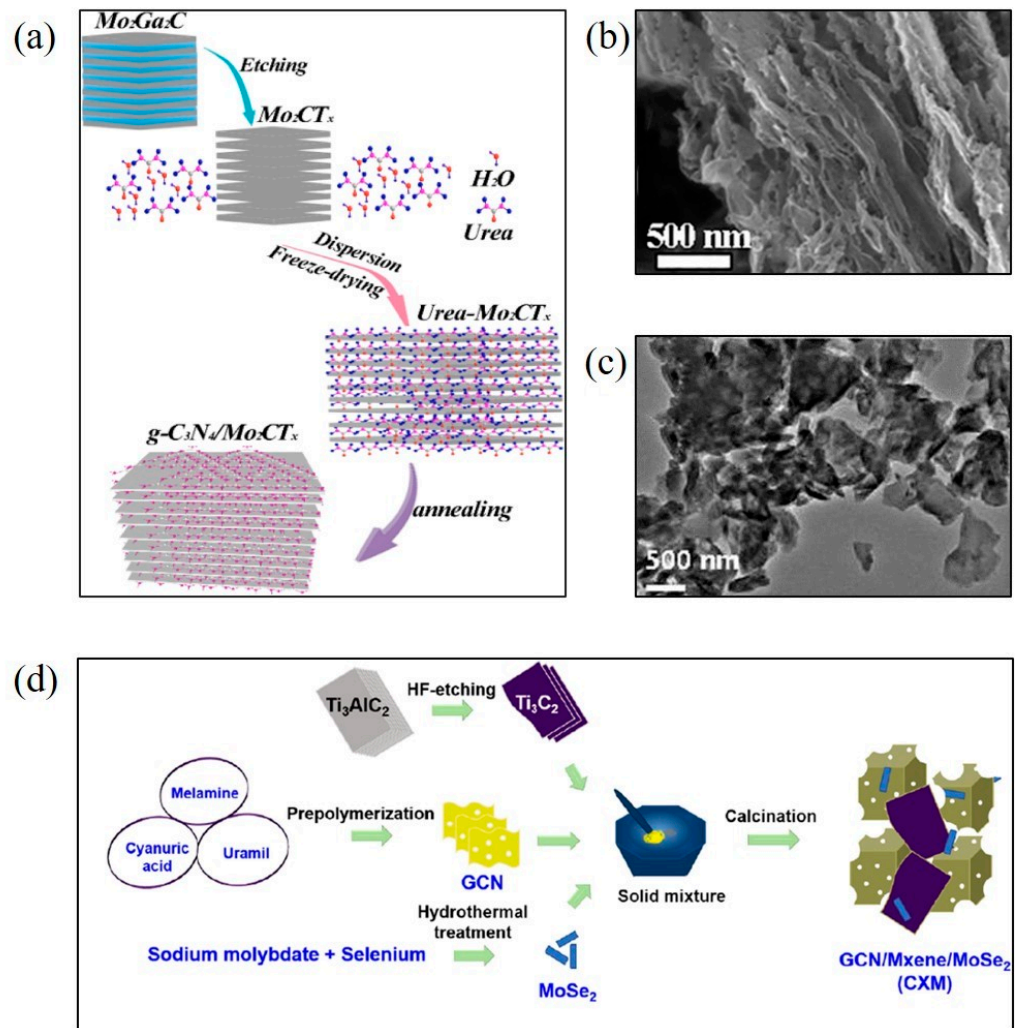 (a)
Mo₂Ga₂C
Etching
Mo₂CTₓ
H₂O
Urea
Dispersion
Freeze-drying
Urea-Mo₂CTₓ
g-C₃N₄/Mo₂CTₓ
annealing
(b)
500 nm
(c)
500 nm
(d)
Ti₃AlC₂
HF-etching
Ti₃C₂
Melamine
Cyanuric
acid
Uramil
Prepolymerization
GCN
Solid mixture
Calcination
Hydrothermal
treatment
Sodium molybdate + Selenium
MoSe₂
GCN/Mxene/MoSe₂
(CXM)